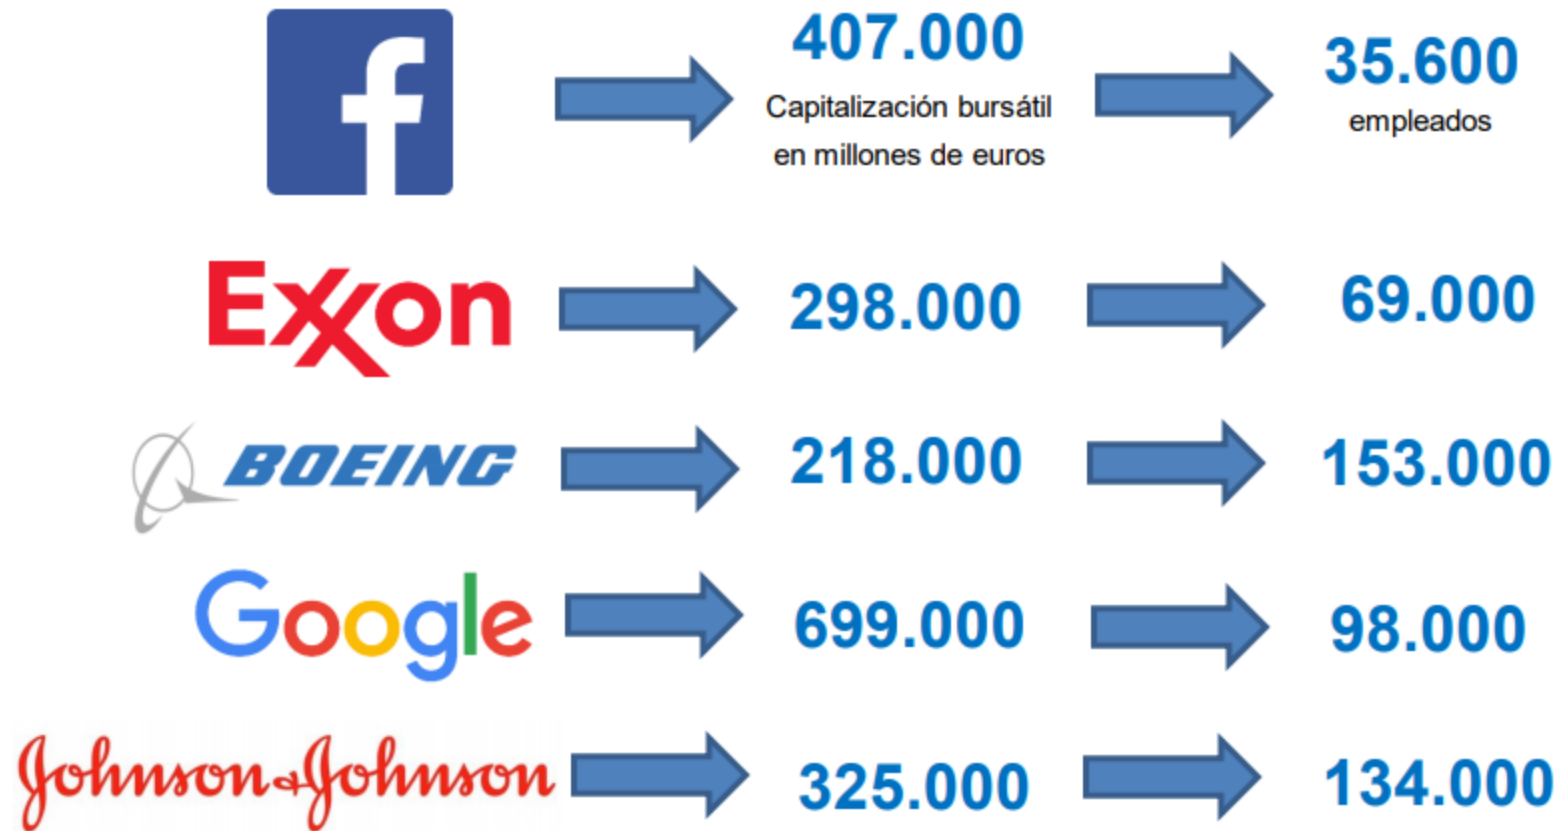 f
407.000
Capitalización bursátil
en millones de euros
35.600
empleados
Exxon
298.000
69.000
BOEING
218.000
153.000
Google
699.000
98.000
Johnson&Johnson
325.000
134.000